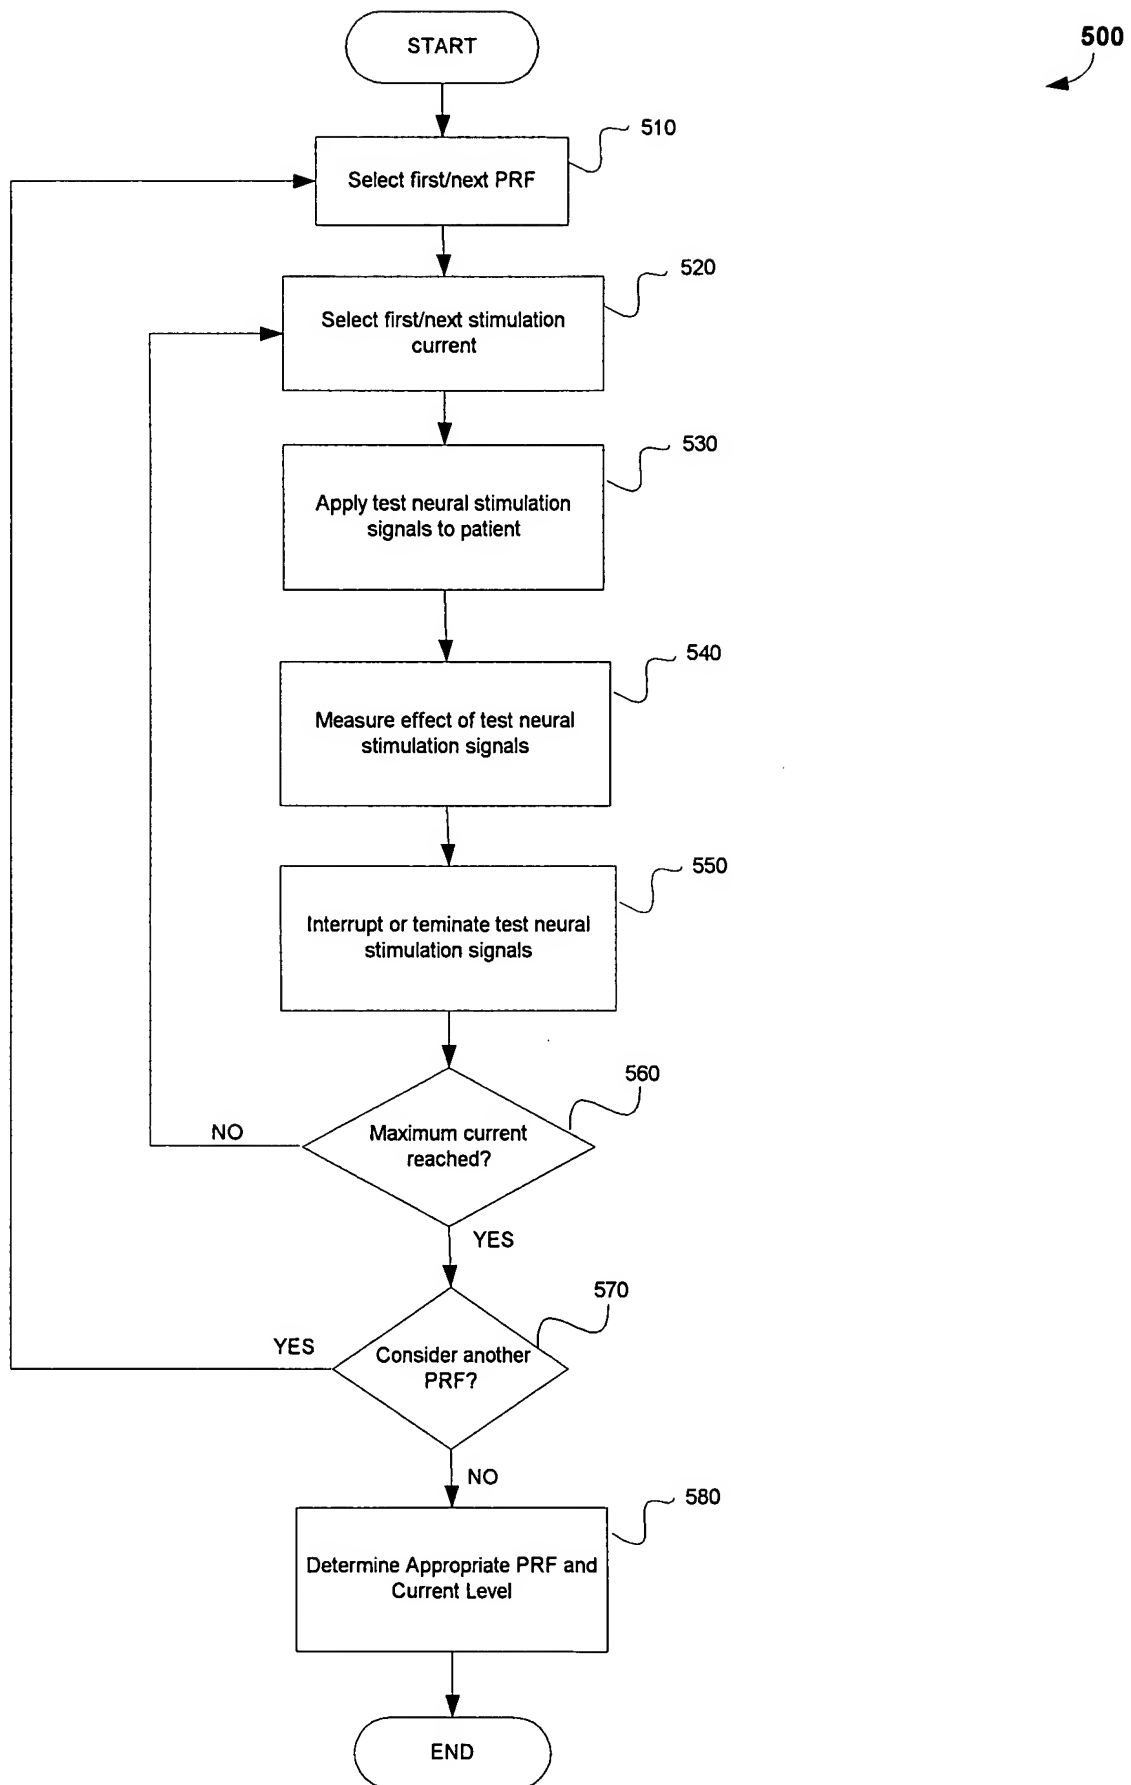 START
500
510
Select first/next PRF
520
Select first/next stimulation
current
530
Apply test neural stimulation
signals to patient
540
Measure effect of test neural
stimulation signals
550
Interrupt or teminate test neural
stimulation signals
560
Maximum current
reached?
NO
YES
570
Consider another
PRF?
YES
NO
580
Determine Appropriate PRF and
Current Level
END